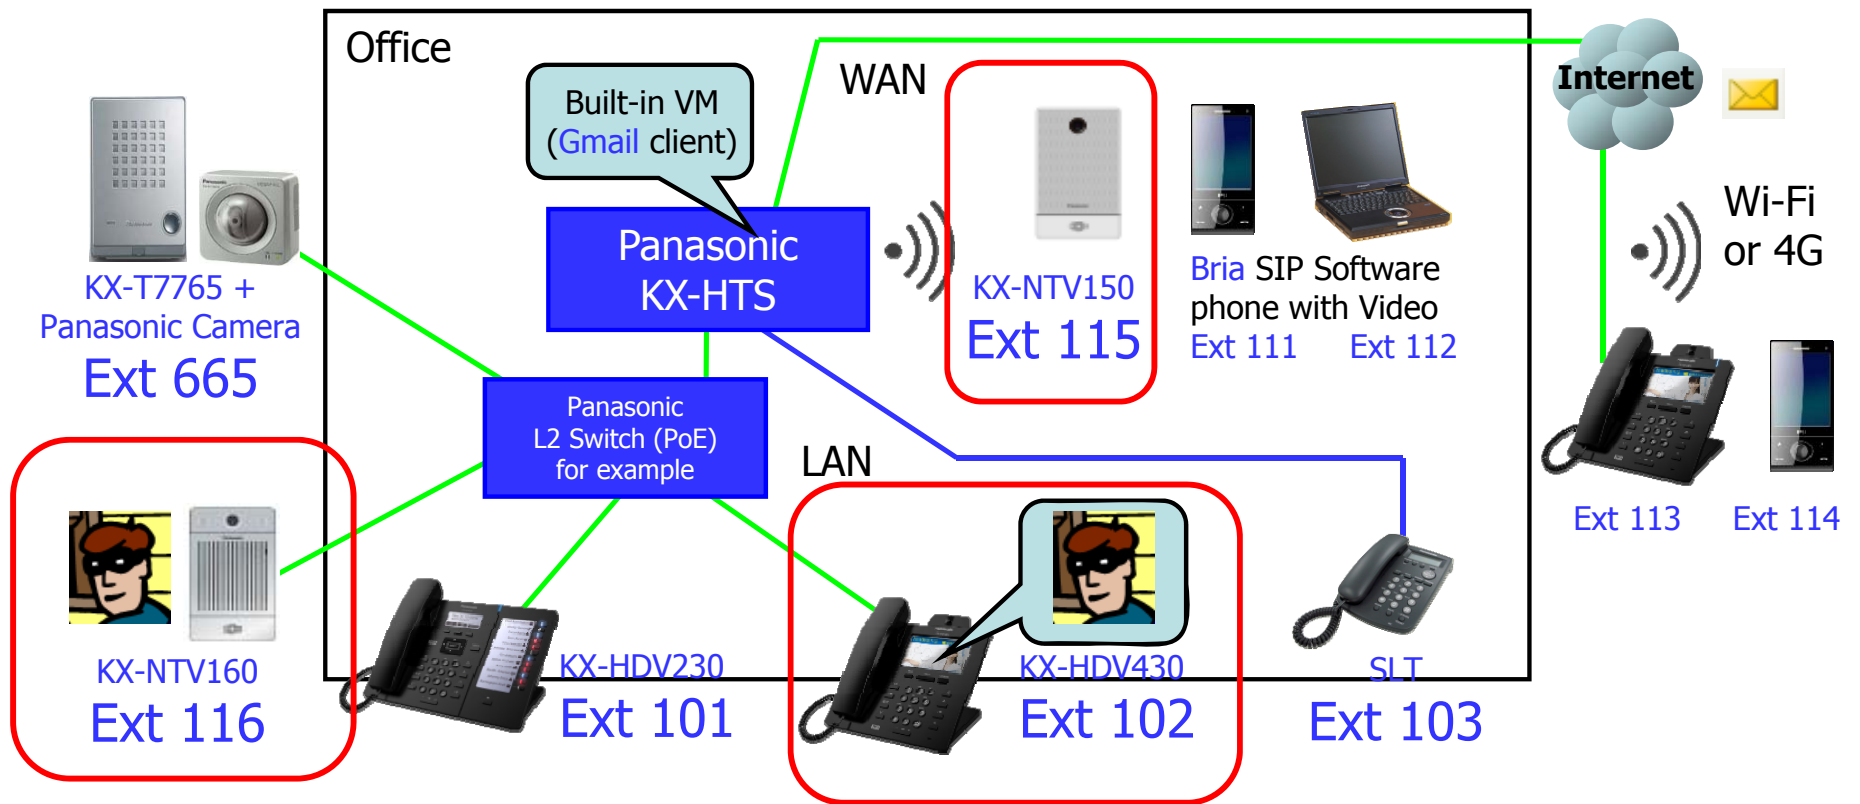 Office
WAN
Internet
Built-in VM
(Gmail client)
Wi-Fi
or 4G
Panasonic
KX-HTS
KX-T7765 +
Panasonic Camera
Ext 665
KX-NTV150
Ext 115
Bria SIP Software
phone with Video
Ext 111 Ext 112
Panasonic
L2 Switch (PoE)
for example
LAN
Ext 113 Ext 114
KX-NTV160
Ext 116
KX-HDV230
Ext 101
KX-HDV430
Ext 102
SLT
Ext 103